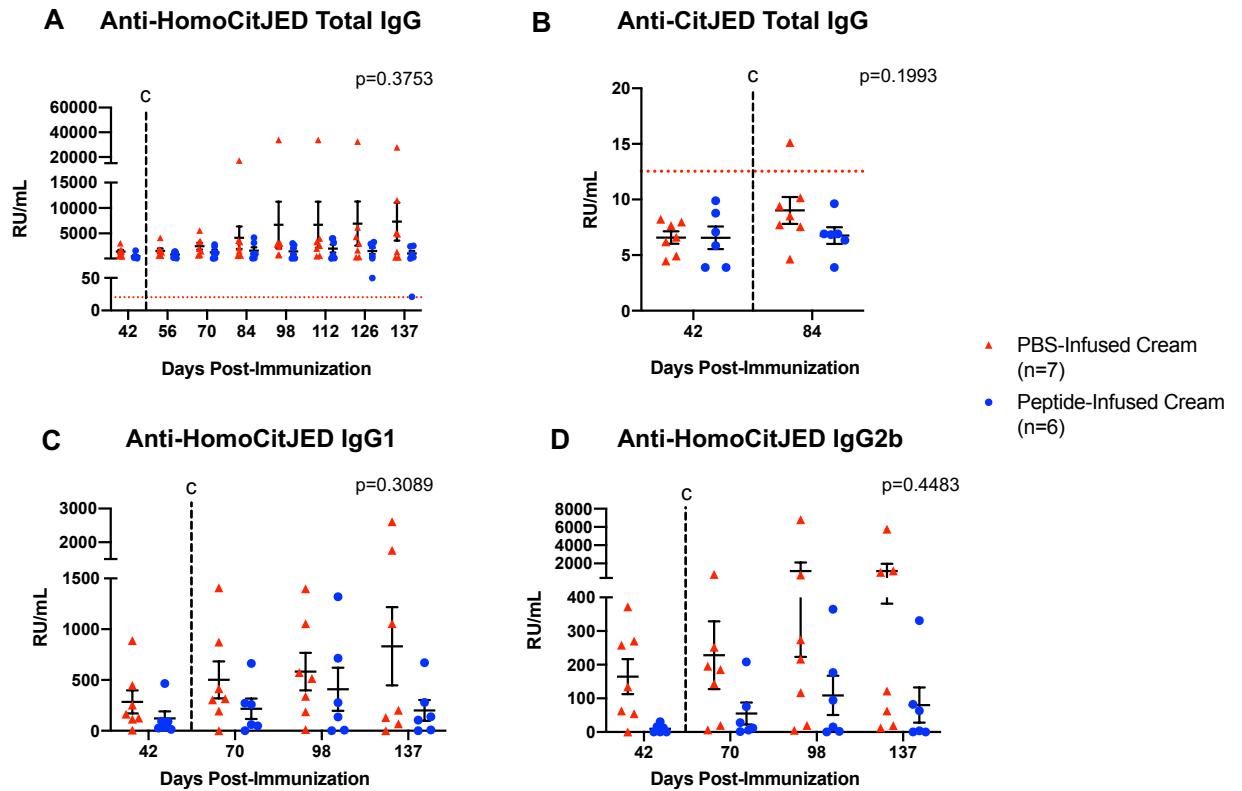 A Anti-HomoCitJED Total IgG
p=0.3753
C
60000
40000
20000
15000
10000
5000
50
0
RU/mL
42 56 70 84 98 112 126 137
Days Post-Immunization
B Anti-CitJED Total IgG
p=0.1993
C
20
15
10
5
0
RU/mL
42 84
Days Post-Immunization
PBS-Infused Cream
(n=7)
Peptide-Infused Cream
(n=6)
C Anti-HomoCitJED IgG1
p=0.3089
C
3000
2000
1500
1000
500
0
RU/mL
42 70 98 137
Days Post-Immunization
D Anti-HomoCitJED IgG2b
p=0.4483
C
8000
6000
4000
2000
400
300
200
100
0
RU/mL
42 70 98 137
Days Post-Immunization